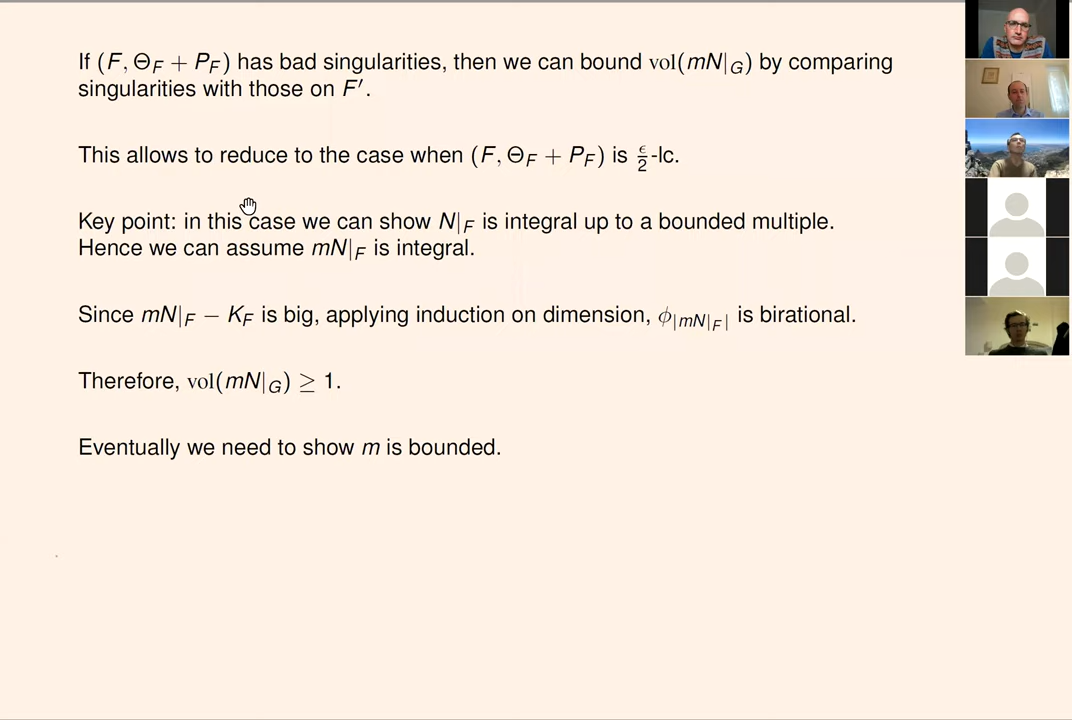 If (F, Θ_F + P_F) has bad singularities, then we can bound vol(mN|_G) by comparing
singularities with those on F′.
This allows to reduce to the case when (F, Θ_F + P_F) is ϵ/2-lc.
Key point: in this case we can show N|_F is integral up to a bounded multiple.
Hence we can assume mN|_F is integral.
Since mN|_F − K_F is big, applying induction on dimension, ϕ_{|mN|_F|} is birational.
Therefore, vol(mN|_G) ≥ 1.
Eventually we need to show m is bounded.